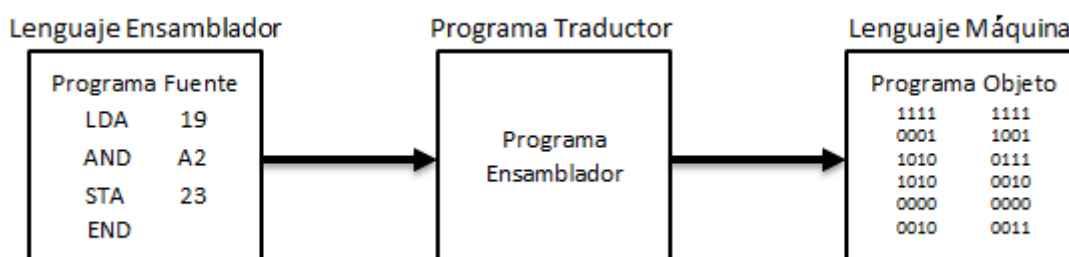 Lenguaje Ensamblador
Programa Fuente
LDA 19
AND A2
STA 23
END
Programa Traductor
Programa
Ensamblador
Lenguaje Máquina
Programa Objeto
1111 1111
0001 1001
1010 0111
1010 0010
0000 0000
0010 0011